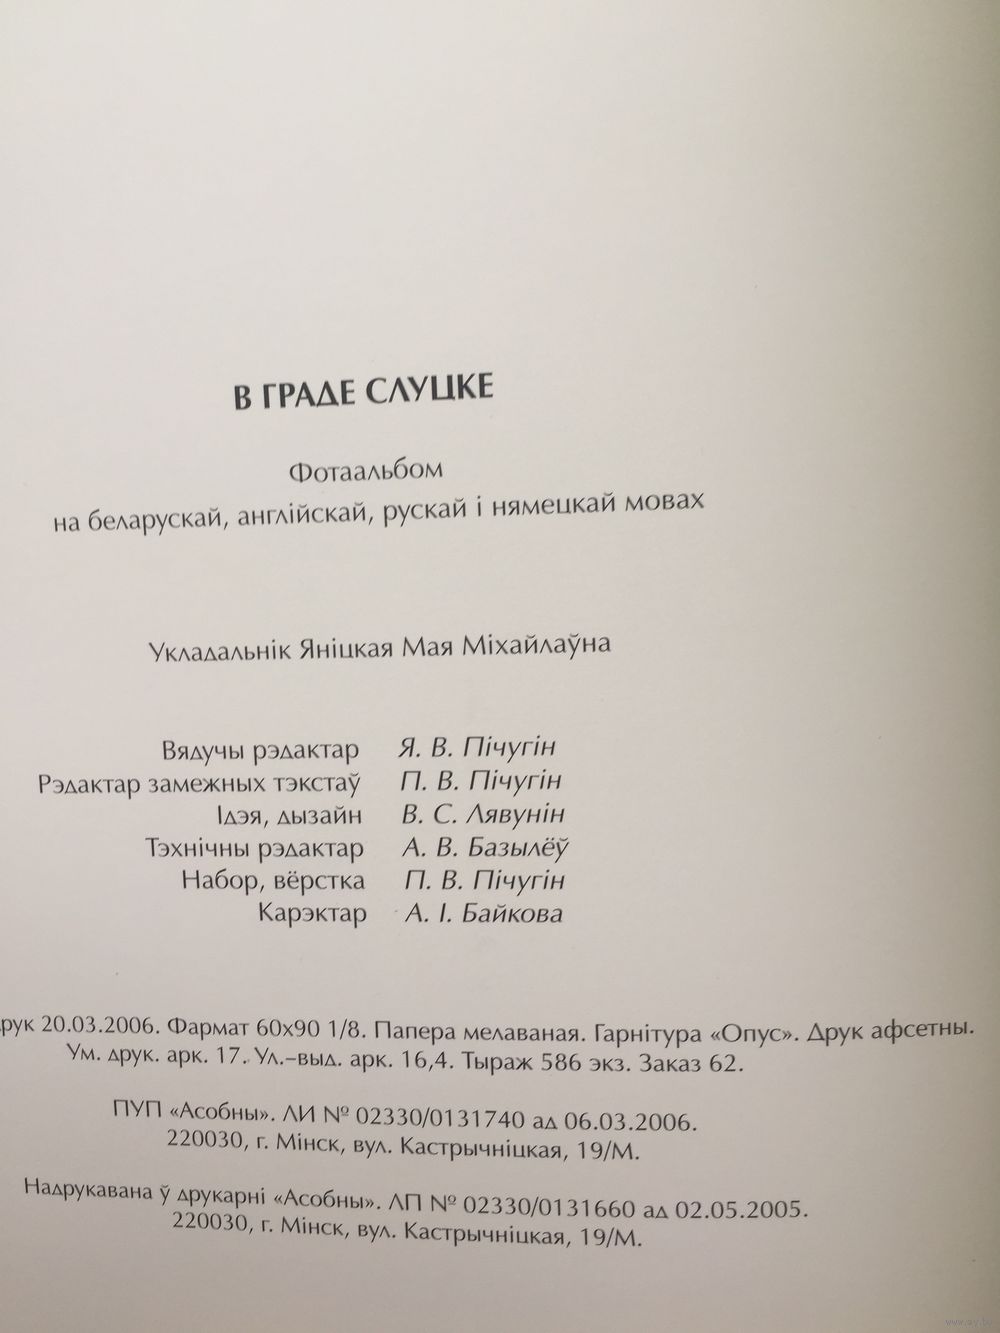 В ГРАДЕ СЛУЦКЕ
Фотаальбом
на беларускай, англійскай, рускай і нямецкай мовах
Укладальнік Яніцкая Мая Міхайлаўна
Вядучы рэдактар Я. В. Пічугін
Рэдактар замежных тэкстаў П. В. Пічугін
Ідэя, дызайн В. С. Лявунін
Тэхнічны рэдактар А. В. Базылёў
Набор, вёрстка П. В. Пічугін
Карэктар А. І. Байкова
20.03.2006. Фармат 60х90 1/8. Папера мелаваная. Гарнітура «Опус». Друк афсетны.
Ум. друк. арк. 17. Ул.–выд. арк. 16,4. Тыраж 586 экз. Заказ 62.
ПУП «Асобны». ЛИ № 02330/0131740 ад 06.03.2006.
220030, г. Мінск, вул. Кастрычніцкая, 19/М.
Надрукавана ў друкарні «Асобны». ЛП № 02330/0131660 ад 02.05.2005.
220030, г. Мінск, вул. Кастрычніцкая, 19/М.